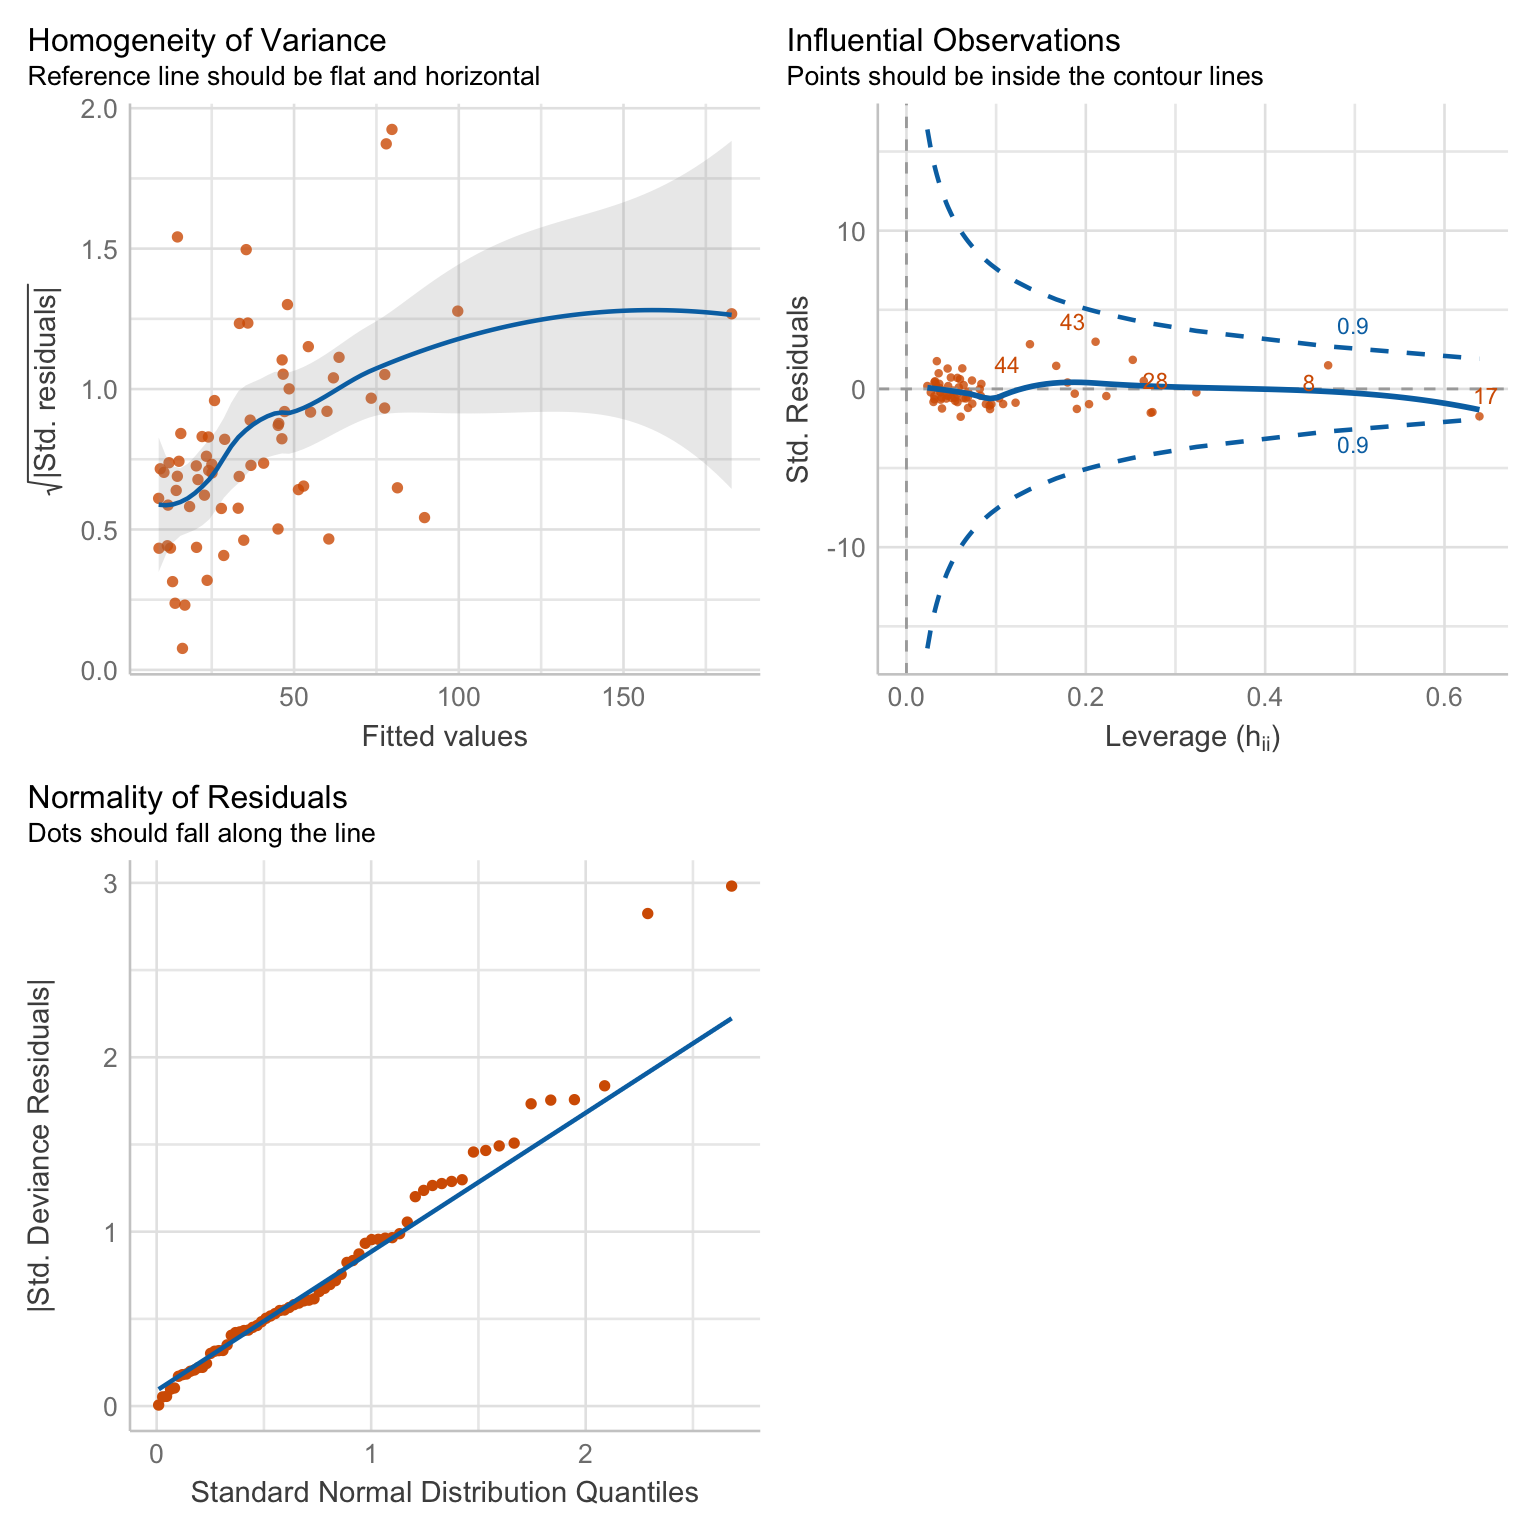 Homogeneity of Variance
Reference line should be flat and horizontal
2.0
1.5
1.0
0.5
0.0
50
100
150
Fitted values
√|Std. residuals|
Influential Observations
Points should be inside the contour lines
10
0
-10
0.0
0.2
0.4
0.6
Leverage (hᵢᵢ)
Std. Residuals
43
44
28
8
17
0.9
0.9
Normality of Residuals
Dots should fall along the line
3
2
1
0
0
1
2
Standard Normal Distribution Quantiles
|Std. Deviance Residuals|